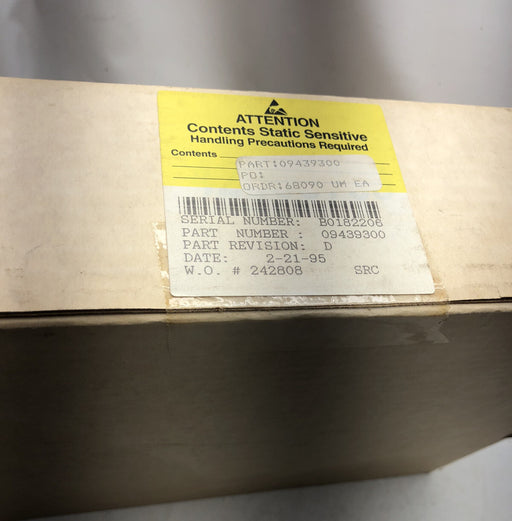 ATTENTION
Contents Static Sensitive
Handling Precautions Required
Contents
PART:09439300
PO:
ORDR:68090 UM EA
SERIAL NUMBER: B0182206
PART NUMBER : 09439300
PART REVISION: D
DATE: 2-21-95
W.O. # 242808 SRC